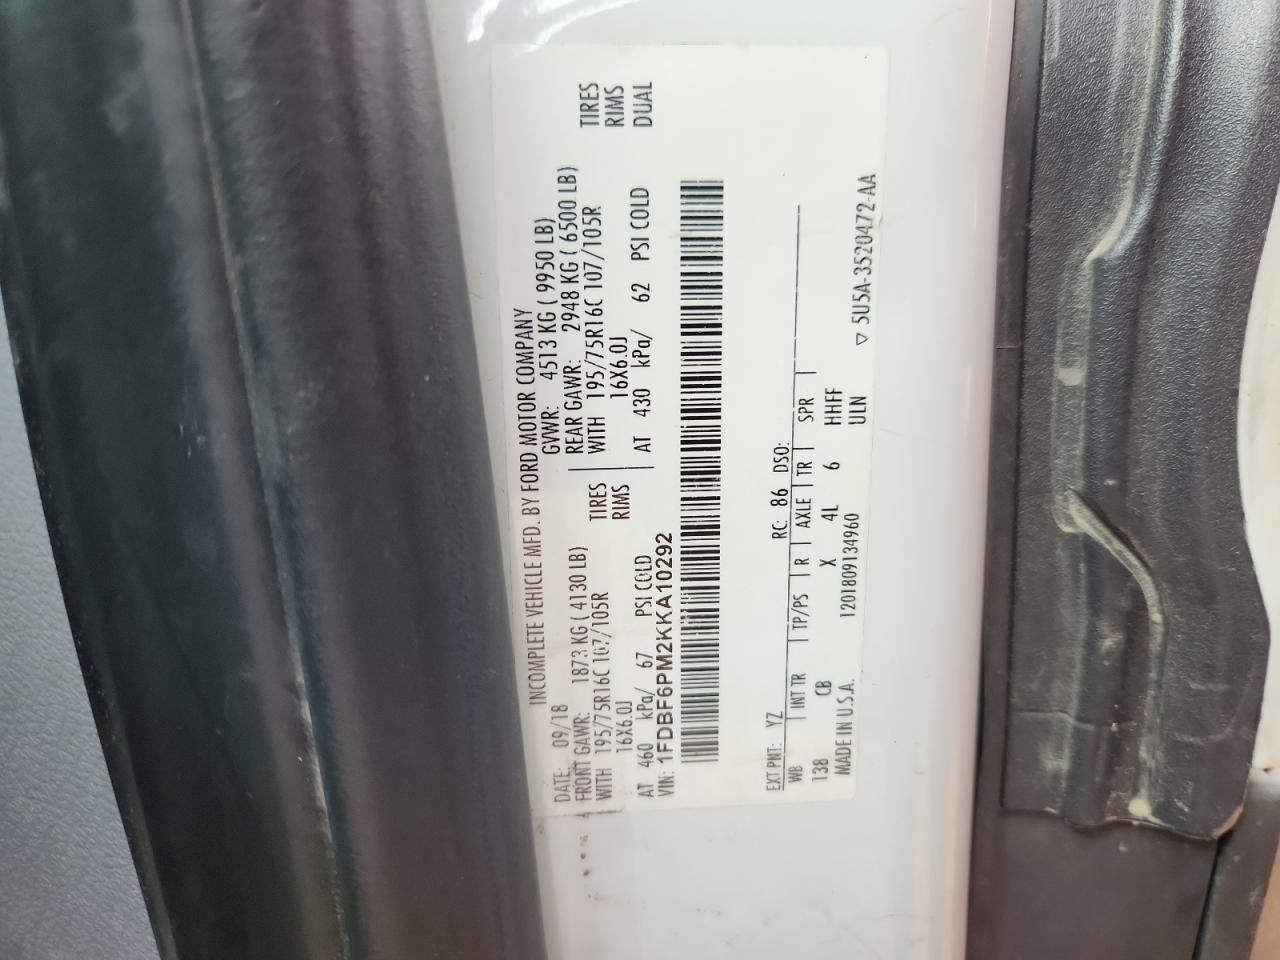 INCOMPLETE VEHICLE MFD. BY FORD MOTOR COMPANY
DATE: 09/18 GVWR: 4513 KG ( 9950 LB)
FRONT GAWR: 1873 KG ( 4130 LB) REAR GAWR: 2948 KG ( 6500 LB)
WITH 195/75R16C 107/105R TIRES WITH 195/75R16C 107/105R TIRES
16X6.0J RIMS 16X6.0J RIMS
AT 460 kPa/ 67 PSI COLD AT 430 kPa/ 62 PSI COLD DUAL
VIN: 1FDBF6PM2KKA10292
EXT PNT: YZ RC: 86 DSO:
WB INT TR TP/PS R AXLE TR SPR
138 CB X 4L 6 HHFF
MADE IN U.S.A. 1201809134960 ULN
▽ 5U5A-3520472-AA